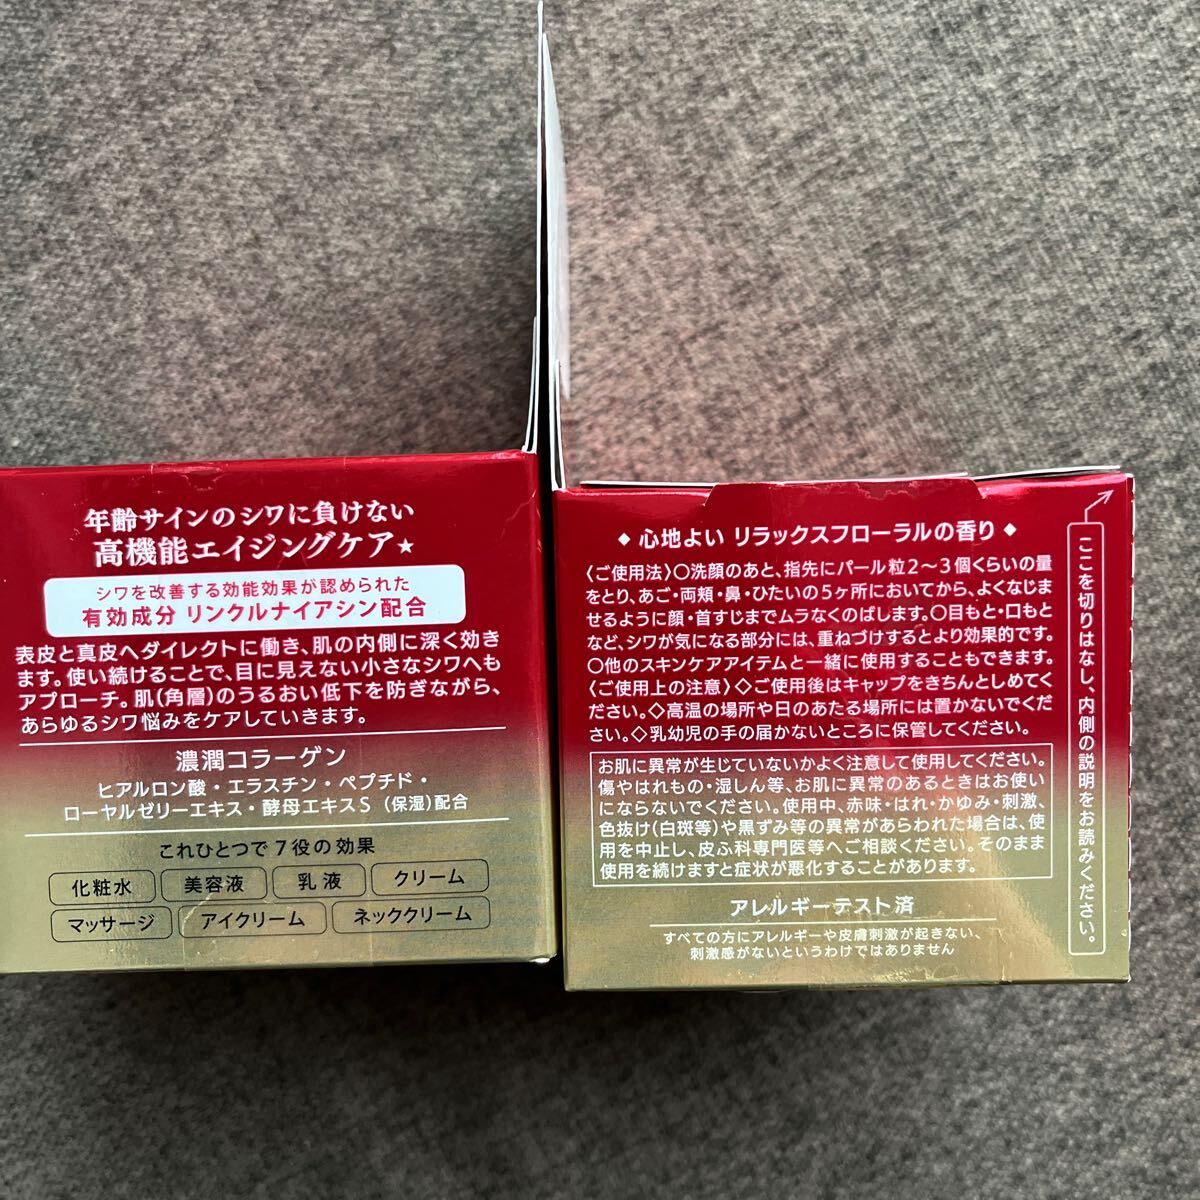 年齢サインのシワに負けない
高機能エイジングケア★
シワを改善する効能効果が認められた
有効成分 リンクルナイアシン配合
表皮と真皮へダイレクトに働き、肌の内側に深く効き
ます。使い続けることで、目に見えない小さなシワへも
アプローチ。肌(角層)のうるおい低下を防ぎながら、
あらゆるシワ悩みをケアしていきます。
濃潤コラーゲン
ヒアルロン酸・エラスチン・ペプチド・
ローヤルゼリーエキス・酵母エキスS (保湿)配合
これひとつで7役の効果
化粧水 美容液 乳液 クリーム
マッサージ アイクリーム ネッククリーム
◆ 心地よい リラックスフローラルの香り ◆
〈ご使用法〉○洗顔のあと、指先にパール粒2〜3個くらいの量
をとり、あご・両頬・鼻・ひたいの5ヶ所においてから、よくなじま
せるように顔・首すじまでムラなくのばします。○目もと・口もと
など、シワが気になる部分には、重ねづけするとより効果的です。
○他のスキンケアアイテムと一緒に使用することもできます。
〈ご使用上の注意〉◇ご使用後はキャップをきちんとしめてく
ださい。◇高温の場所や日のあたる場所には置かないでくだ
さい。◇乳幼児の手の届かないところに保管してください。
お肌に異常が生じていないかよく注意して使用してください。
傷やはれもの・湿しん等、お肌に異常のあるときはお使い
にならないでください。使用中、赤味・はれ・かゆみ・刺激、
色抜け(白斑等)や黒ずみ等の異常があらわれた場合は、使
用を中止し、皮ふ科専門医等へご相談ください。そのまま
使用を続けますと症状が悪化することがあります。
アレルギーテスト済
すべての方にアレルギーや皮膚刺激が起きない、
刺激感がないというわけではありません
ここを切りはなし、内側の説明をお読みください。